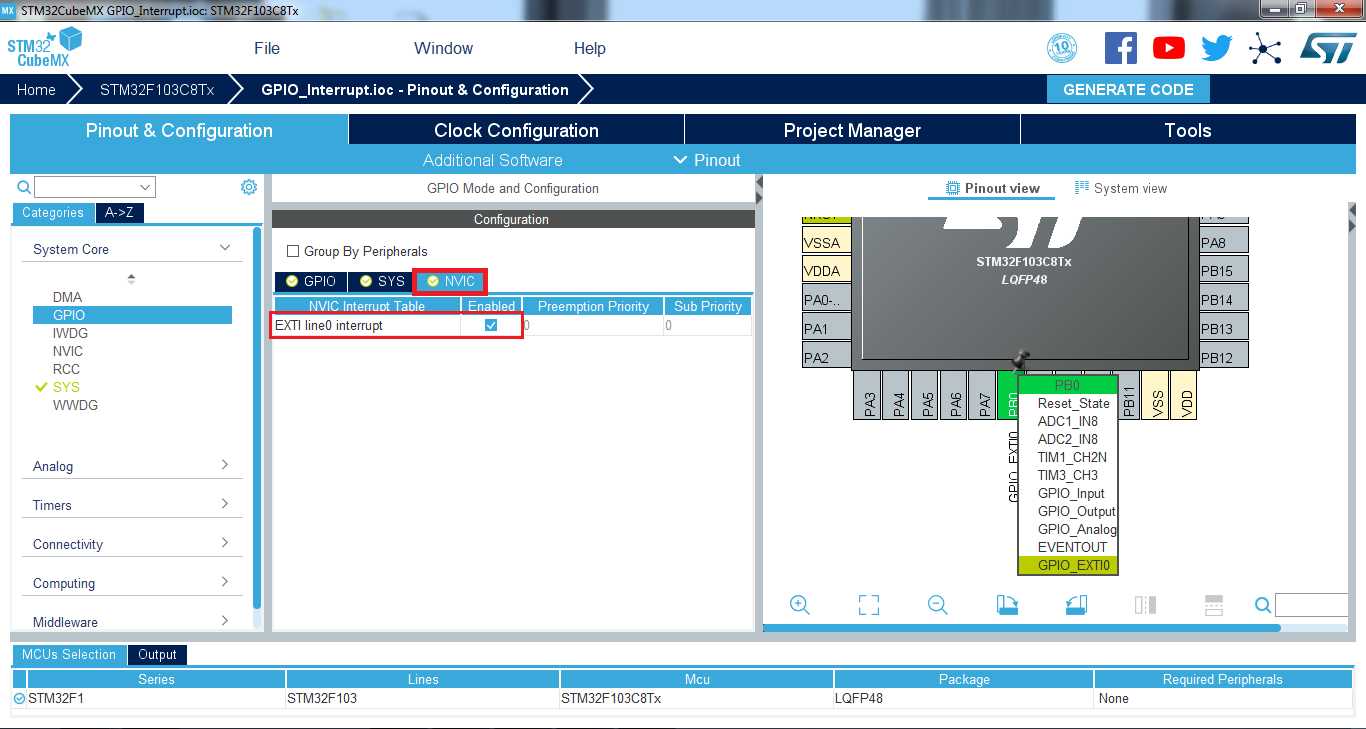 MX STM32CubeMX GPIO_Interrupt.ioc: STM32F103C8Tx
STM32
CubeMX
File Window Help
10
Home STM32F103C8Tx GPIO_Interrupt.ioc - Pinout & Configuration GENERATE CODE
Pinout & Configuration Clock Configuration Project Manager Tools
Additional Software Pinout
GPIO Mode and Configuration
Pinout view System view
Categories A->Z
Configuration
System Core
Group By Peripherals
GPIO SYS NVIC
NVIC Interrupt Table Enabled Preemption Priority Sub Priority
EXTI line0 interrupt 0 0
DMA
GPIO
IWDG
NVIC
RCC
SYS
WWDG
Analog
Timers
Connectivity
Computing
Middleware
VSSA
VDDA
PA0-..
PA1
PA2
STM32F103C8Tx
LQFP48
PA8
PB15
PB14
PB13
PB12
PA3
PA4
PA5
PA6
PA7
PB0
PB11
VSS
VDD
GPIO_EXTI0
PB0
Reset_State
ADC1_IN8
ADC2_IN8
TIM1_CH2N
TIM3_CH3
GPIO_Input
GPIO_Output
GPIO_Analog
EVENTOUT
GPIO_EXTI0
MCUs Selection Output
Series Lines Mcu Package Required Peripherals
STM32F1 STM32F103 STM32F103C8Tx LQFP48 None